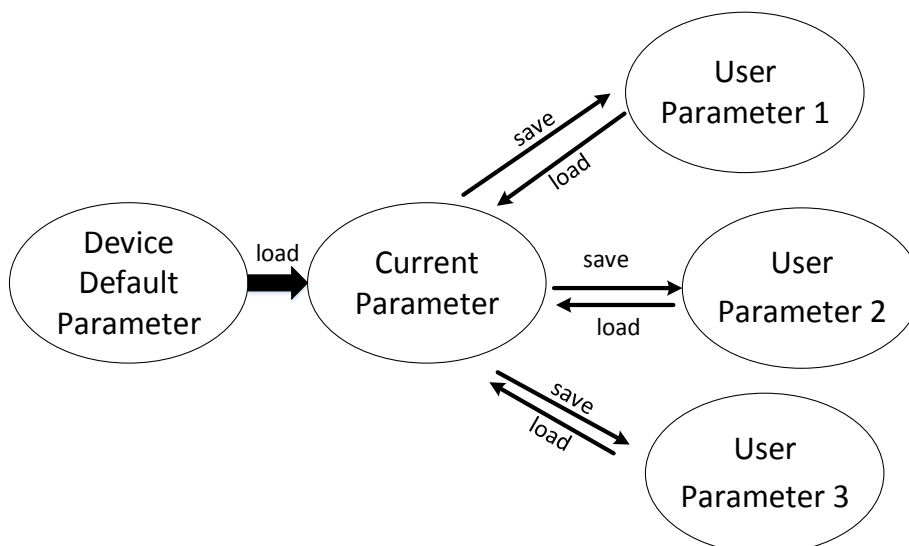 User
Parameter 1
save
load
Device
Default
Parameter
load
Current
Parameter
save
load
User
Parameter 2
save
load
User
Parameter 3